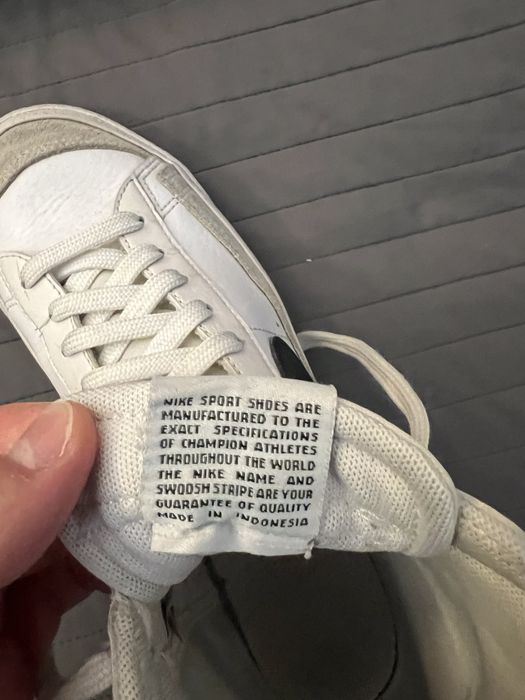 NIKE SPORT SHOES ARE
MANUFACTURED TO THE
EXACT SPECIFICATIONS
OF CHAMPION ATHLETES
THROUGHOUT THE WORLD
THE NIKE NAME AND
SWOOSH STRIPE ARE YOUR
GUARANTEE OF QUALITY
MADE IN INDONESIA